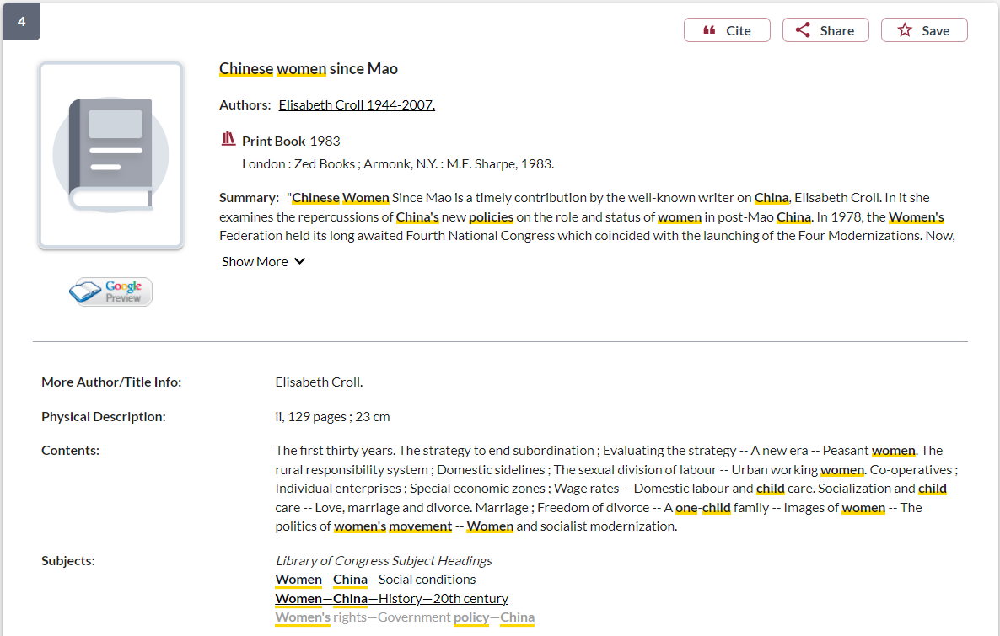 4
Cite Share Save
Chinese women since Mao
Authors: Elisabeth Croll 1944-2007.
Print Book 1983
London : Zed Books ; Armonk, N.Y. : M.E. Sharpe, 1983.
Summary: "Chinese Women Since Mao is a timely contribution by the well-known writer on China, Elisabeth Croll. In it she
examines the repercussions of China's new policies on the role and status of women in post-Mao China. In 1978, the Women's
Federation held its long awaited Fourth National Congress which coincided with the launching of the Four Modernizations. Now,
Show More
Google
Preview
More Author/Title Info: Elisabeth Croll.
Physical Description: ii, 129 pages ; 23 cm
Contents: The first thirty years. The strategy to end subordination ; Evaluating the strategy -- A new era -- Peasant women. The
rural responsibility system ; Domestic sidelines ; The sexual division of labour -- Urban working women. Co-operatives ;
Individual enterprises ; Special economic zones ; Wage rates -- Domestic labour and child care. Socialization and child
care -- Love, marriage and divorce. Marriage ; Freedom of divorce -- A one-child family -- Images of women -- The
politics of women's movement -- Women and socialist modernization.
Subjects: Library of Congress Subject Headings
Women—China—Social conditions
Women—China—History—20th century
Women's rights—Government policy—China